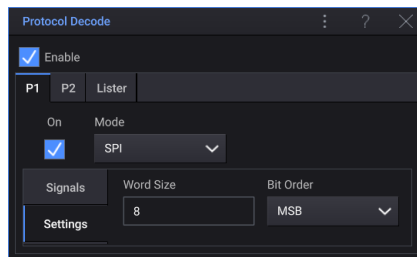 Protocol Decode
Enable
P1 P2 Lister
On Mode
SPI
Signals Word Size Bit Order
8 MSB
Settings